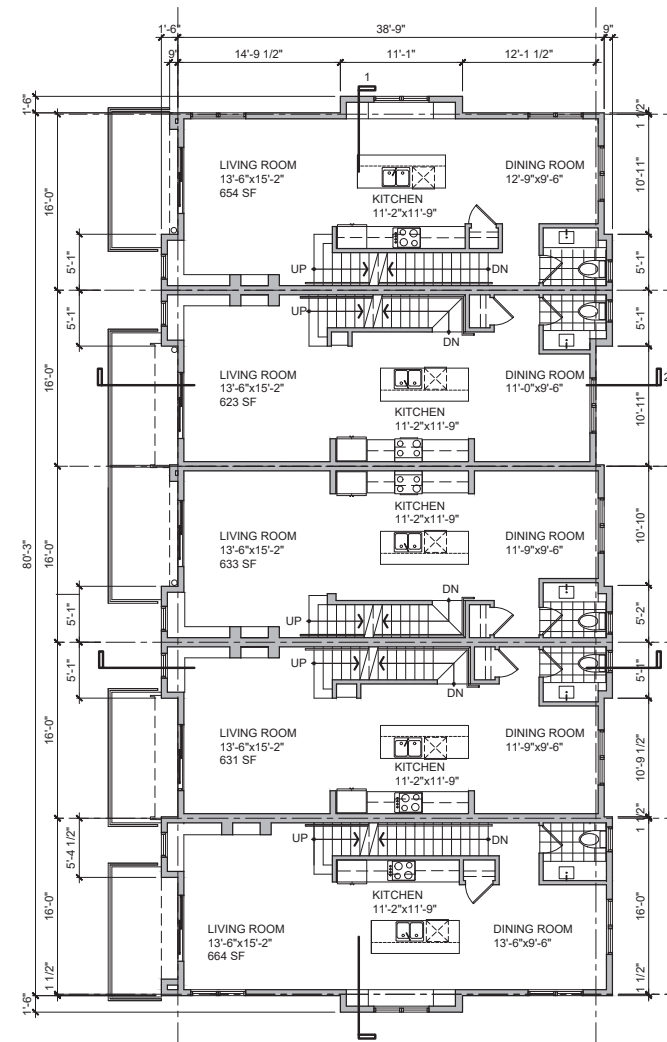 1'-6" 38'-9" 9"
9" 14'-9 1/2" 11'-1" 12'-1 1/2"
1
1'-6"
1 1/2"
LIVING ROOM
13'-6"x15'-2"
654 SF
DINING ROOM
12'-9"x9'-6"
KITCHEN
11'-2"x11'-9"
16'-0"
10'-11"
5'-1"
5'-1"
UP
DN
5'-1"
5'-1"
UP
DN
LIVING ROOM
13'-6"x15'-2"
623 SF
DINING ROOM
11'-0"x9'-6"
KITCHEN
11'-2"x11'-9"
16'-0"
10'-11"
2
KITCHEN
11'-2"x11'-9"
LIVING ROOM
13'-6"x15'-2"
633 SF
DINING ROOM
11'-9"x9'-6"
80'-3"
16'-0"
10'-10"
DN
UP
5'-1"
5'-2"
5'-1"
5'-1"
UP
DN
LIVING ROOM
13'-6"x15'-2"
631 SF
DINING ROOM
11'-9"x9'-6"
KITCHEN
11'-2"x11'-9"
16'-0"
10'-9 1/2"
1 1/2"
5'-4 1/2"
UP
DN
KITCHEN
11'-2"x11'-9"
LIVING ROOM
13'-6"x15'-2"
664 SF
DINING ROOM
13'-6"x9'-6"
16'-0"
16'-0"
1 1/2"
1 1/2"
1'-6"